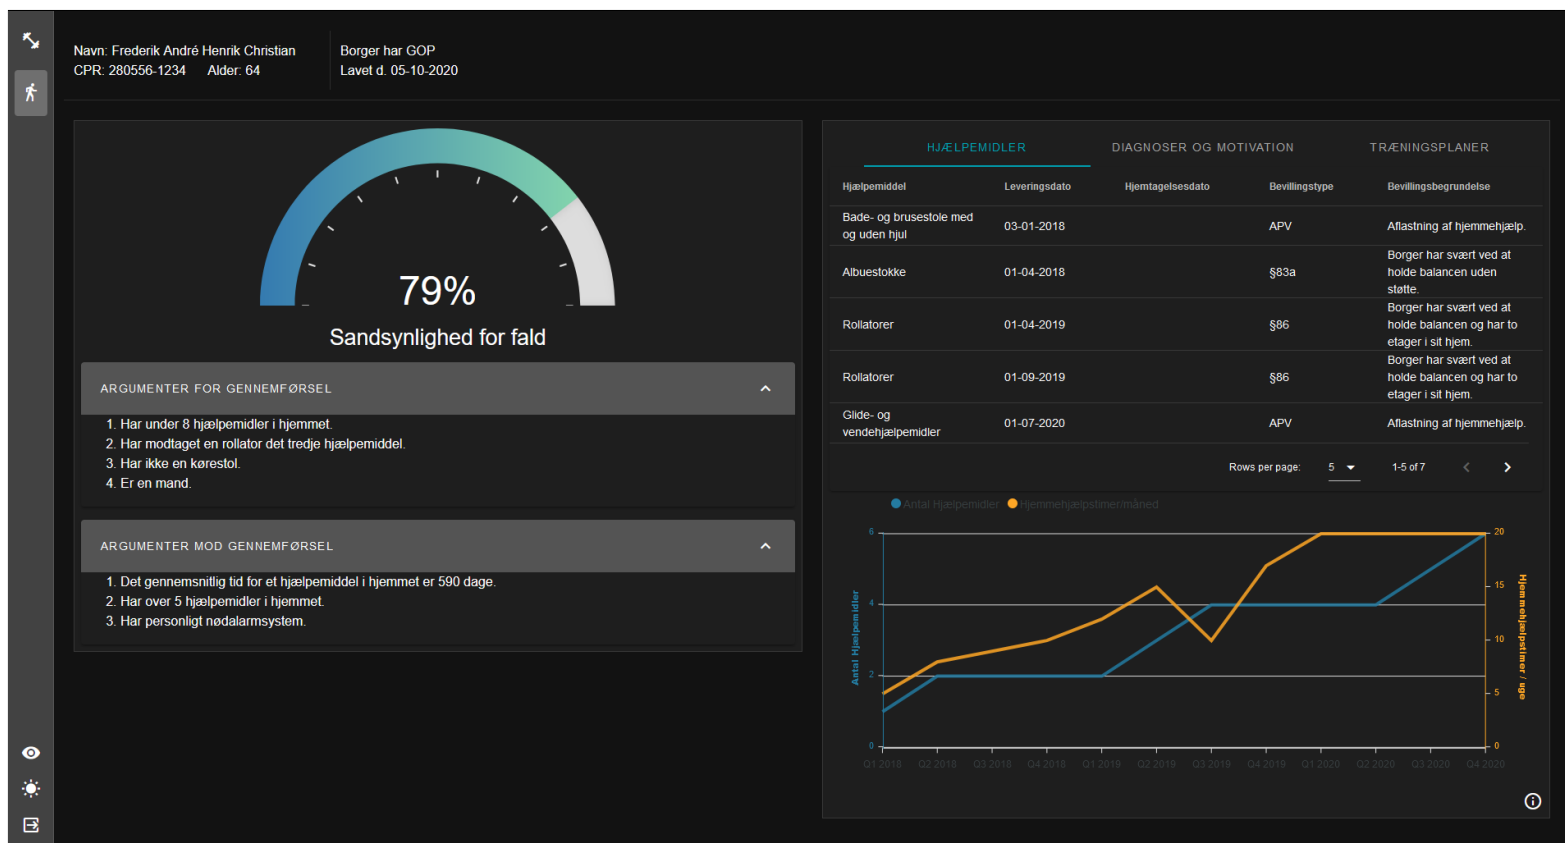 Navn: Frederik André Henrik Christian
CPR: 280556-1234 Alder: 64
Borger har GOP
Lavet d. 05-10-2020
79%
Sandsynlighed for fald
ARGUMENTER FOR GENNEMFØRSEL
1. Har under 8 hjælpemidler i hjemmet.
2. Har modtaget en rollator det tredje hjælpemiddel.
3. Har ikke en kørestol.
4. Er en mand.
ARGUMENTER MOD GENNEMFØRSEL
1. Det gennemsnitlig tid for et hjælpemiddel i hjemmet er 590 dage.
2. Har over 5 hjælpemidler i hjemmet.
3. Har personligt nødalarmsystem.
HJÆLPEMIDLER DIAGNOSER OG MOTIVATION TRÆNINGSPLANER
Hjælpemiddel Leveringsdato Hjemtagelsesdato Bevillingstype Bevillingsbegrundelse
Bade- og brusestole med
og uden hjul
03-01-2018 APV Aflastning af hjemmehjælp.
Albuestokke 01-04-2018 §83a
Borger har svært ved at
holde balancen uden
støtte.
Rollatorer 01-04-2019 §86
Borger har svært ved at
holde balancen og har to
etager i sit hjem.
Rollatorer 01-09-2019 §86
Borger har svært ved at
holde balancen og har to
etager i sit hjem.
Glide- og
vendehjælpemidler
01-07-2020 APV Aflastning af hjemmehjælp.
Rows per page: 5 1-5 of 7
Antal Hjælpemidler Hjemmehjælpstimer/måned
6
4
2
0
Antal Hjælpemidler
20
15
10
5
0
Hjemmehjælpstimer / uge
Q1 2018 Q2 2018 Q3 2018 Q4 2018 Q1 2019 Q2 2019 Q3 2019 Q4 2019 Q1 2020 Q2 2020 Q3 2020 Q4 2020